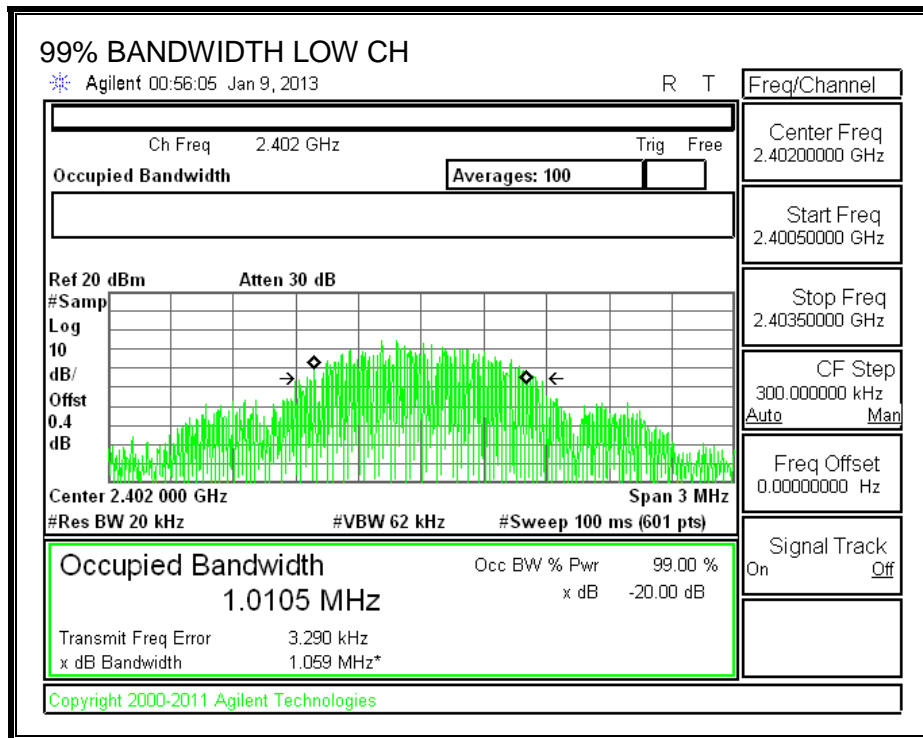 99% BANDWIDTH LOW CH
Agilent 00:56:05 Jan 9, 2013 R T
Ch Freq 2.402 GHz Trig Free
Occupied Bandwidth Averages: 100
Ref 20 dBm Atten 30 dB
#Samp
Log
10
dB/
Offst
0.4
dB
Center 2.402 000 GHz Span 3 MHz
#Res BW 20 kHz #VBW 62 kHz #Sweep 100 ms (601 pts)
Occupied Bandwidth Occ BW % Pwr 99.00 %
1.0105 MHz x dB -20.00 dB
Transmit Freq Error 3.290 kHz
x dB Bandwidth 1.059 MHz*
Copyright 2000-2011 Agilent Technologies
Freq/Channel
Center Freq
2.40200000 GHz
Start Freq
2.40050000 GHz
Stop Freq
2.40350000 GHz
CF Step
300.000000 kHz
Auto Man
Freq Offset
0.00000000 Hz
Signal Track
On Off